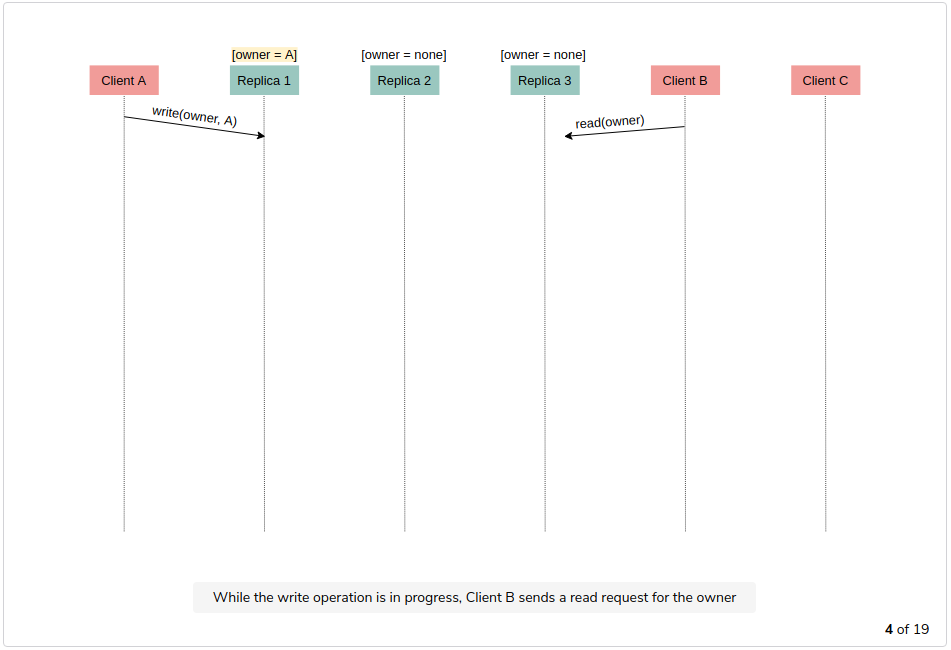 [owner = A] [owner = none] [owner = none]
Client A Replica 1 Replica 2 Replica 3 Client B Client C
write(owner, A) read(owner)
While the write operation is in progress, Client B sends a read request for the owner
4 of 19